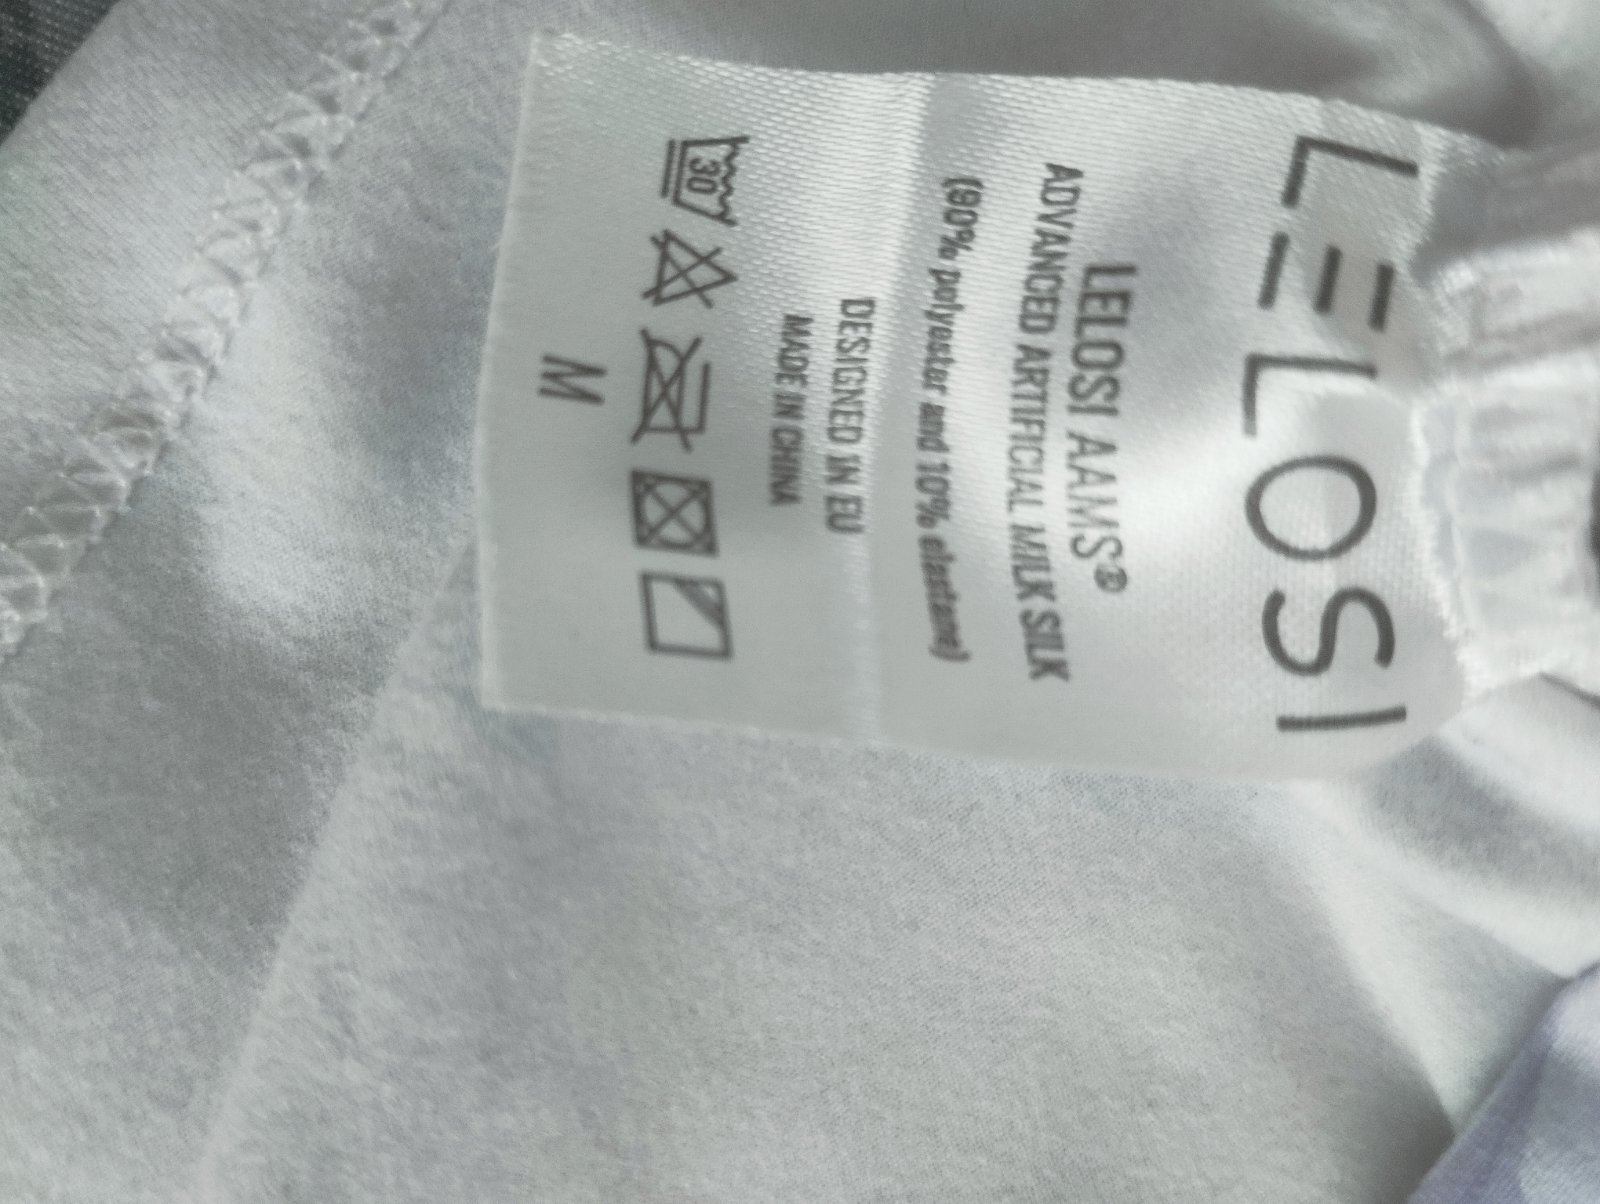 LELOSI
LELOSI AAMS®
ADVANCED ARTIFICIAL MILK SILK
(90% polyester and 10% elastane)
DESIGNED IN EU
MADE IN CHINA
30
M